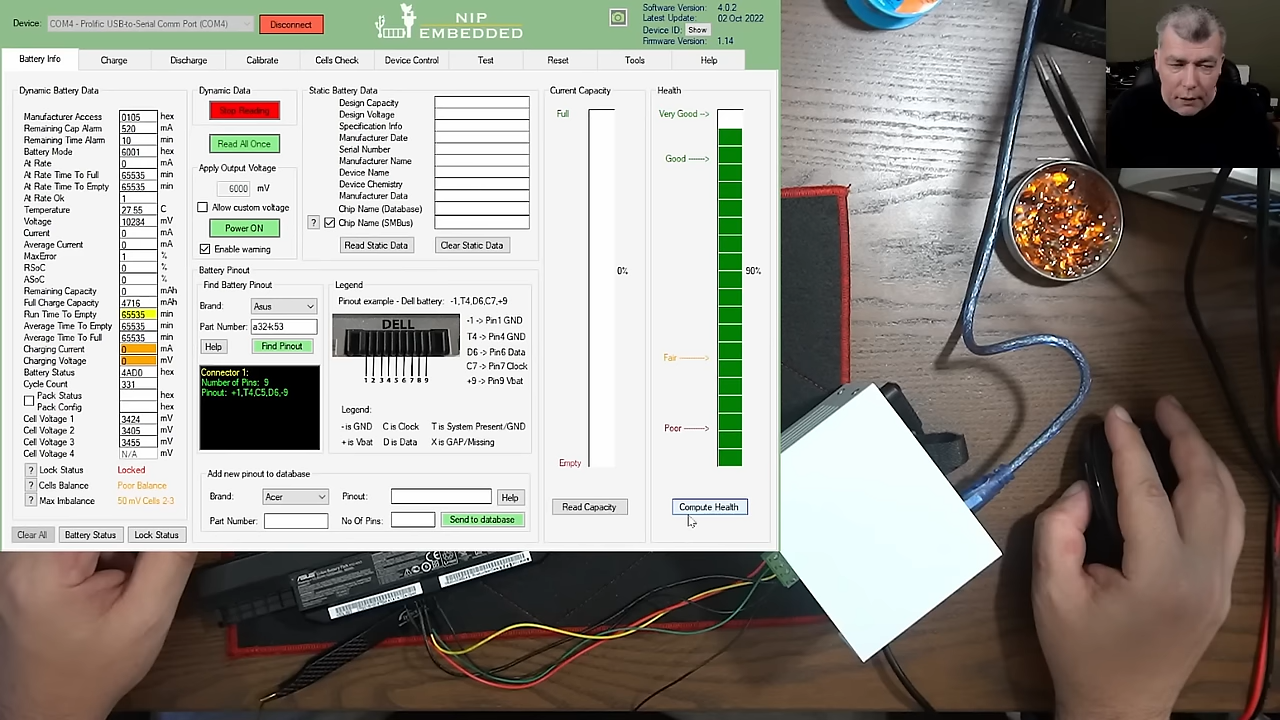 Device: COM4 - Prolific USB-to-Serial Comm Port (COM4) Disconnect
NIP EMBEDDED
Software Version: 4.0.2
Latest Update: 02 Oct 2022
Device ID: Show
Firmware Version: 1.14
Battery Info Charge Discharge Calibrate Cells Check Device Control Test Reset Tools Help
Dynamic Battery Data
Manufacturer Access 0105 hex
Remaining Cap Alarm 520 mA
Remaining Time Alarm 10 min
Battery Mode 6001 hex
At Rate 0 mA
At Rate Time To Full 65535 min
At Rate Time To Empty 65535 min
At Rate Ok 1
Temperature 27.55 C
Voltage 10284 mV
Current 0 mA
Average Current 0 mA
MaxError 1 %
RSoC 0 %
ASoC 0 %
Remaining Capacity 0 mAh
Full Charge Capacity 4716 mAh
Run Time To Empty 65535 min
Average Time To Empty 65535 min
Average Time To Full 65535 min
Charging Current 0 mA
Charging Voltage 0 mV
Battery Status 4AD0 hex
Cycle Count 331
Pack Status hex
Pack Config hex
Cell Voltage 1 3424 mV
Cell Voltage 2 3405 mV
Cell Voltage 3 3455 mV
Cell Voltage 4 N/A mV
? Lock Status Locked
? Cells Balance Poor Balance
? Max Imbalance 50 mV Cells 2-3
Clear All Battery Status Lock Status
Dynamic Data
Stop Reading
Read All Once
Apply Output Voltage
6000 mV
Allow custom voltage
Power ON
Enable warning
Static Battery Data
Design Capacity
Design Voltage
Specification Info
Manufacturer Date
Serial Number
Manufacturer Name
Device Name
Device Chemistry
Manufacturer Data
Chip Name (Database)
? Chip Name (SMBus)
Read Static Data Clear Static Data
Battery Pinout
Find Battery Pinout
Brand: Asus
Part Number: a32-k53
Help Find Pinout
Connector 1:
Number of Pins: 9
Pinout: +1,T4,C5,D6,-9
Legend
Pinout example - Dell battery: -1,T4,D6,C7,+9
DELL
1 2 3 4 5 6 7 8 9
-1 -> Pin1 GND
T4 -> Pin4 GND
D6 -> Pin6 Data
C7 -> Pin7 Clock
+9 -> Pin9 Vbat
Legend:
- is GND C is Clock T is System Present/GND
+ is Vbat D is Data X is GAP/Missing
Add new pinout to database
Brand: Acer Pinout: Help
Part Number: No Of Pins: Send to database
Current Capacity
Full
0%
Empty
Read Capacity
Health
Very Good -->
Good ----->
90%
Fair ----->
Poor ----->
Compute Health
ASUS